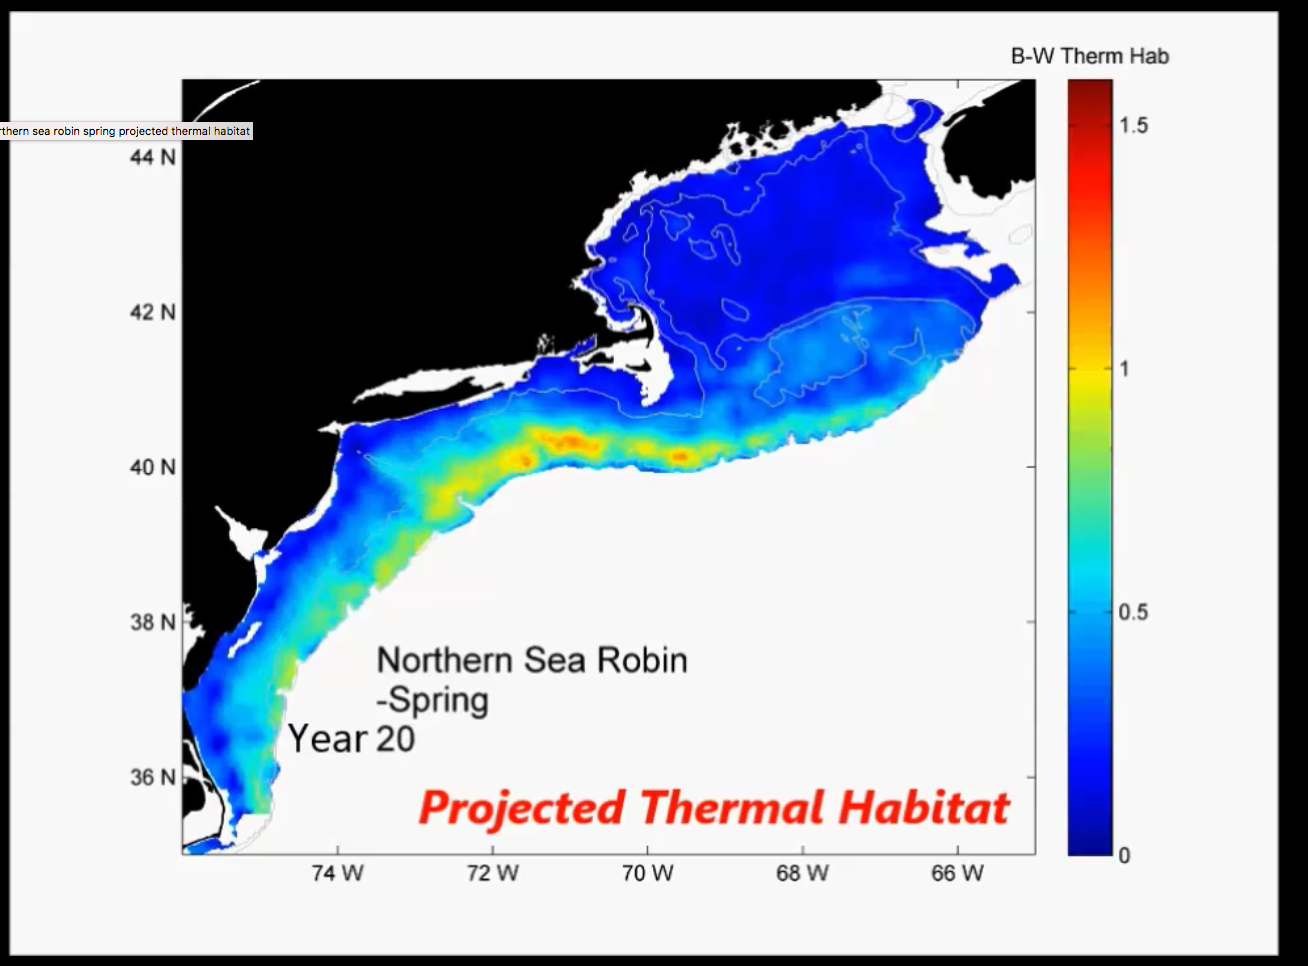 B-W Therm Hab
rthern sea robin spring projected thermal habitat
44 N
42 N
40 N
38 N
36 N
1.5
1
0.5
0
Northern Sea Robin
-Spring
Year 20
Projected Thermal Habitat
74 W 72 W 70 W 68 W 66 W